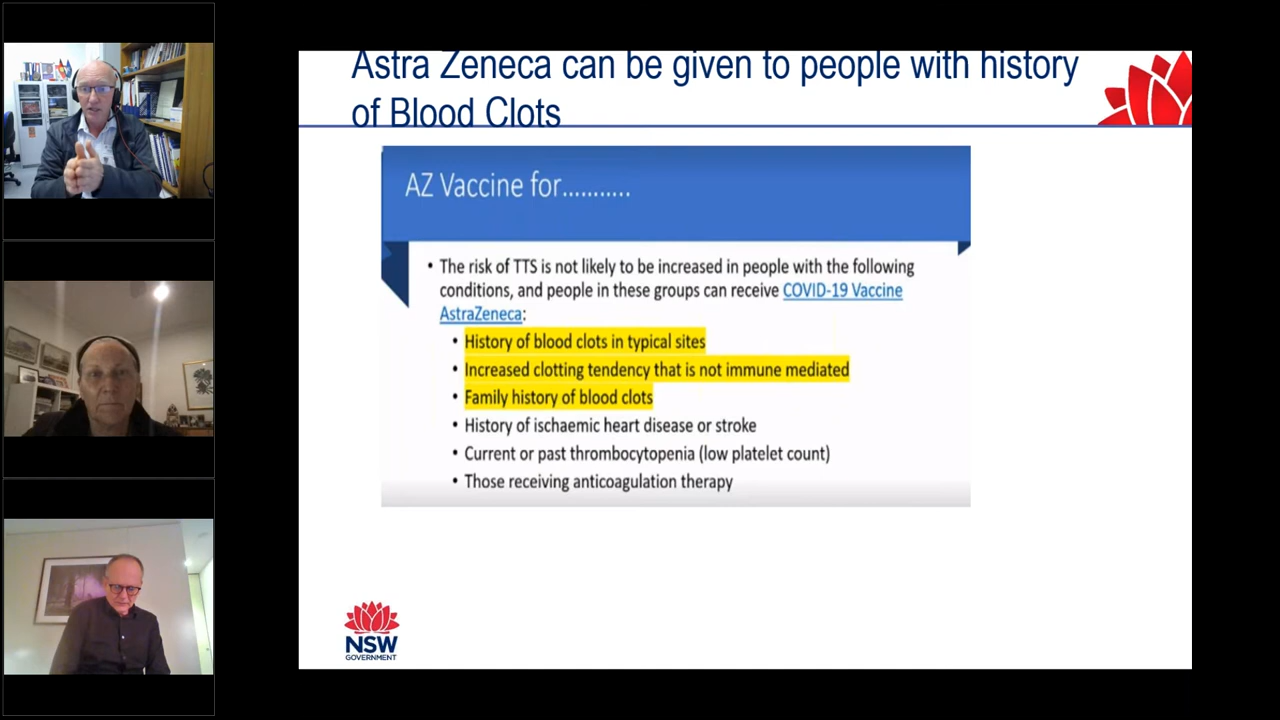 Astra Zeneca can be given to people with history
of Blood Clots
AZ Vaccine for...........
• The risk of TTS is not likely to be increased in people with the following
conditions, and people in these groups can receive COVID-19 Vaccine
AstraZeneca:
• History of blood clots in typical sites
• Increased clotting tendency that is not immune mediated
• Family history of blood clots
• History of ischaemic heart disease or stroke
• Current or past thrombocytopenia (low platelet count)
• Those receiving anticoagulation therapy
NSW
GOVERNMENT